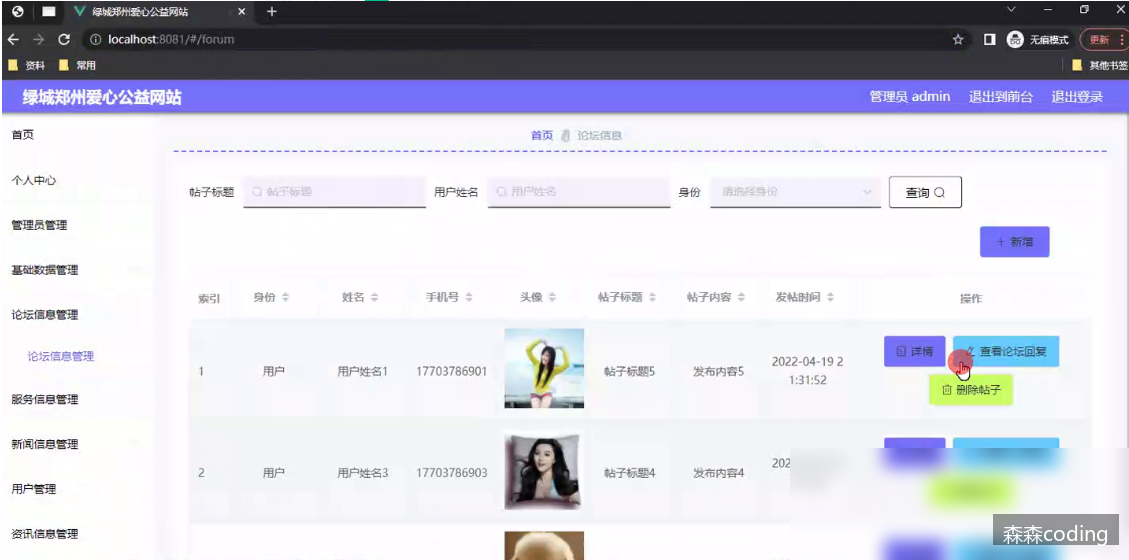 绿城郑州爱心公益网站
localhost:8081/#/forum
无痕模式
更新
资料
常用
其他书签
绿城郑州爱心公益网站
管理员 admin
退出到前台
退出登录
首页
个人中心
管理员管理
基础数据管理
论坛信息管理
论坛信息管理
服务信息管理
新闻信息管理
用户管理
资讯信息管理
首页 论坛信息
帖子标题 帖子标题 用户姓名 用户姓名 身份 请选择身份 查询
+ 新增
索引 身份 姓名 手机号 头像 帖子标题 帖子内容 发帖时间 操作
1 用户 用户姓名1 17703786901 帖子标题5 发布内容5 2022-04-19 2
1:31:52
详情 查看论坛回复
删除帖子
2 用户 用户姓名3 17703786903 帖子标题4 发布内容4 202
森森coding